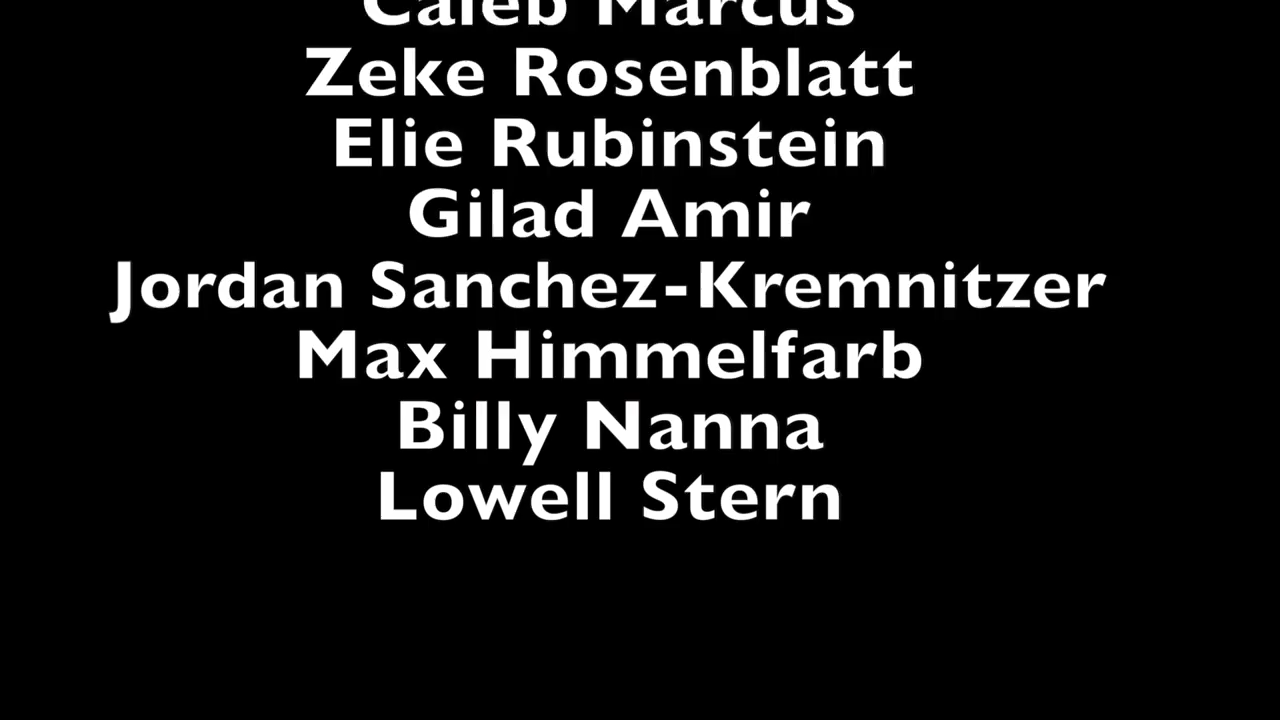 Caleb Marcus
Zeke Rosenblatt
Elie Rubinstein
Gilad Amir
Jordan Sanchez-Kremnitzer
Max Himmelfarb
Billy Nanna
Lowell Stern